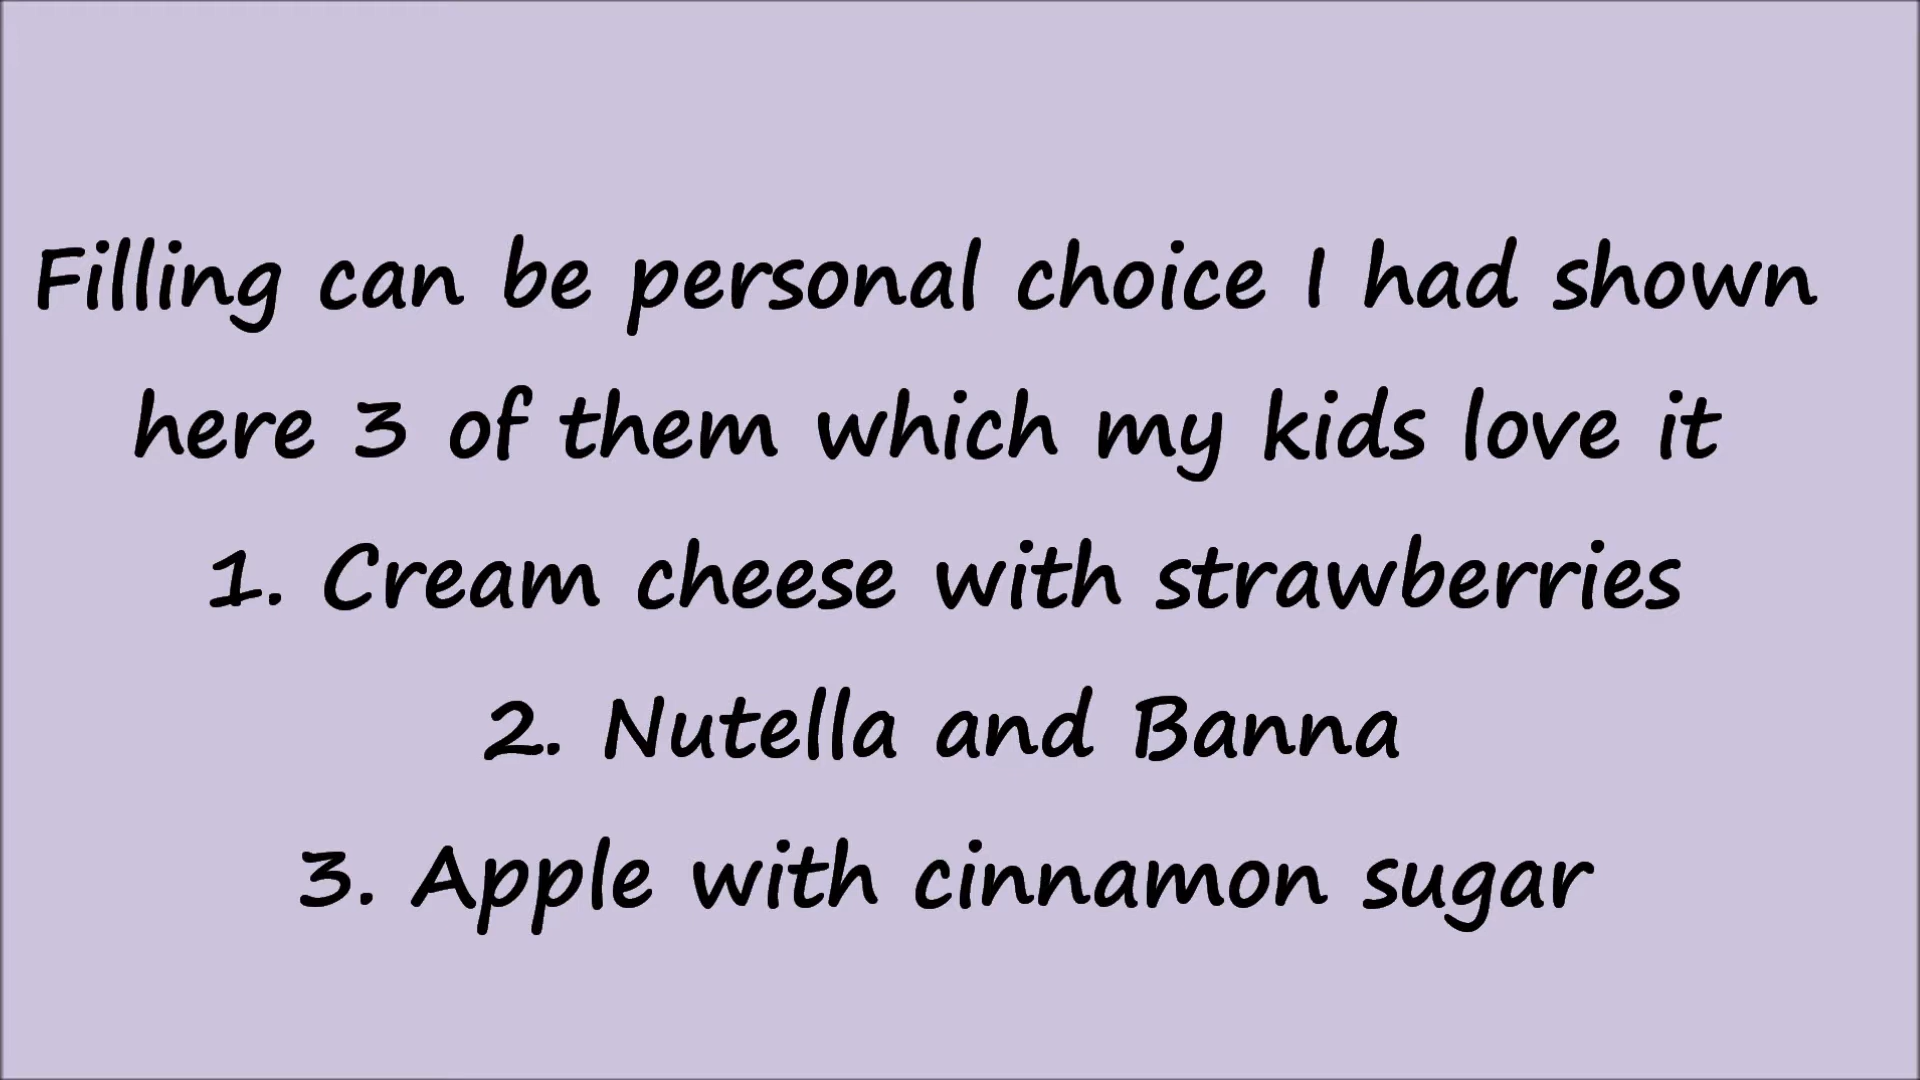 Filling can be personal choice I had shown
here 3 of them which my kids love it
1. Cream cheese with strawberries
2. Nutella and Banna
3. Apple with cinnamon sugar